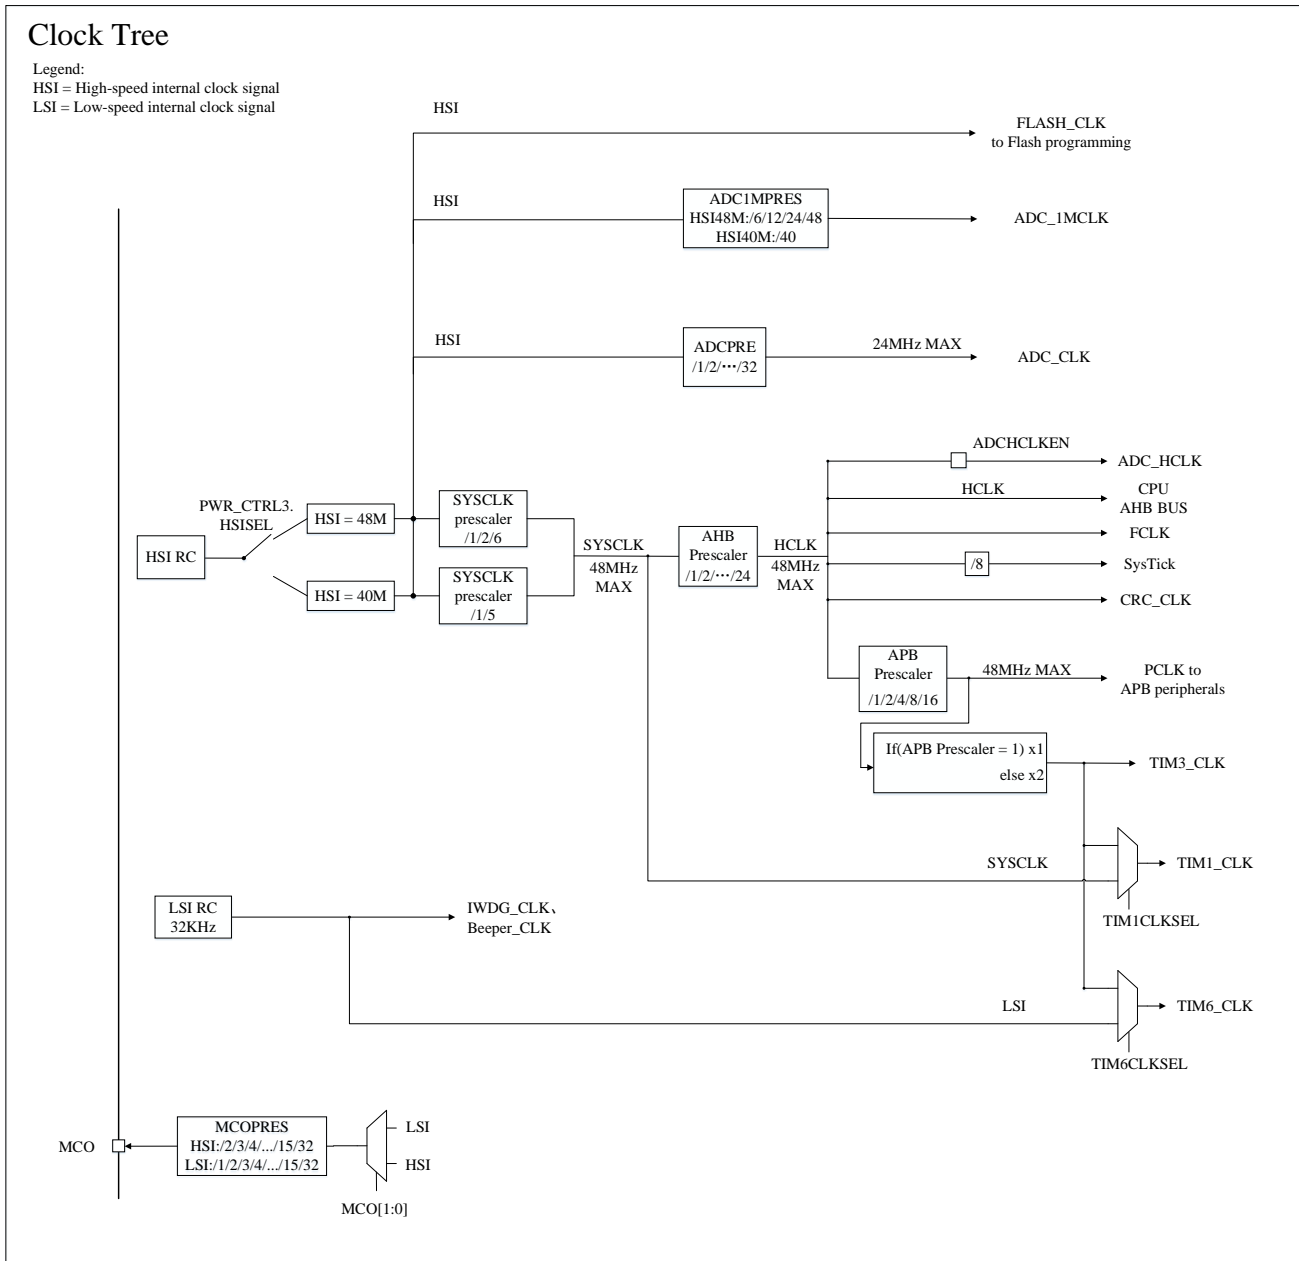 Clock Tree
Legend:
HSI = High-speed internal clock signal
LSI = Low-speed internal clock signal
HSI
FLASH_CLK
to Flash programming
HSI
ADC1MPRES
HSI48M:/6/12/24/48
HSI40M:/40
ADC_1MCLK
HSI
ADCPRE
/1/2/···/32
24MHz MAX
ADC_CLK
ADCHCLKEN
ADC_HCLK
HCLK
CPU
AHB BUS
FCLK
/8
SysTick
CRC_CLK
PWR_CTRL3.
HSISEL
HSI RC
HSI = 48M
HSI = 40M
SYSCLK
prescaler
/1/2/6
SYSCLK
prescaler
/1/5
SYSCLK
48MHz
MAX
AHB
Prescaler
/1/2/···/24
HCLK
48MHz
MAX
APB
Prescaler
/1/2/4/8/16
48MHz MAX
PCLK to
APB peripherals
If(APB Prescaler = 1) x1
else x2
TIM3_CLK
SYSCLK
TIM1_CLK
TIM1CLKSEL
LSI RC
32KHz
IWDG_CLK、
Beeper_CLK
LSI
TIM6_CLK
TIM6CLKSEL
MCO
MCOPRES
HSI:/2/3/4/.../15/32
LSI:/1/2/3/4/.../15/32
LSI
HSI
MCO[1:0]